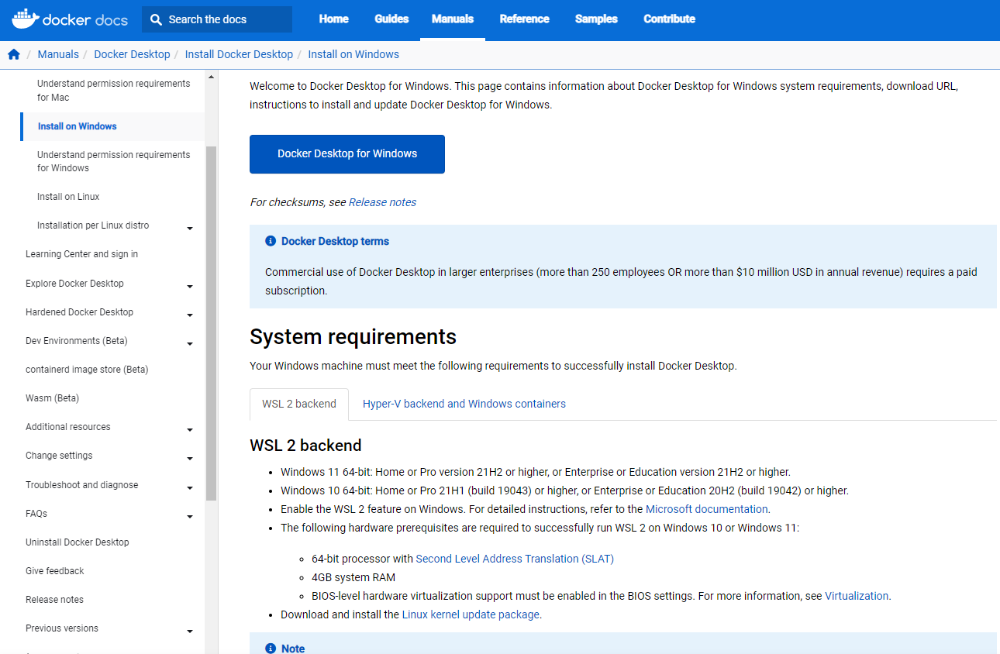 docker docs
Search the docs
Home
Guides
Manuals
Reference
Samples
Contribute
/ Manuals / Docker Desktop / Install Docker Desktop / Install on Windows
Understand permission requirements
for Mac
Install on Windows
Understand permission requirements
for Windows
Install on Linux
Installation per Linux distro
Learning Center and sign in
Explore Docker Desktop
Hardened Docker Desktop
Dev Environments (Beta)
containerd image store (Beta)
Wasm (Beta)
Additional resources
Change settings
Troubleshoot and diagnose
FAQs
Uninstall Docker Desktop
Give feedback
Release notes
Previous versions
Welcome to Docker Desktop for Windows. This page contains information about Docker Desktop for Windows system requirements, download URL,
instructions to install and update Docker Desktop for Windows.
Docker Desktop for Windows
For checksums, see Release notes
Docker Desktop terms
Commercial use of Docker Desktop in larger enterprises (more than 250 employees OR more than $10 million USD in annual revenue) requires a paid
subscription.
System requirements
Your Windows machine must meet the following requirements to successfully install Docker Desktop.
WSL 2 backend
Hyper-V backend and Windows containers
WSL 2 backend
• Windows 11 64-bit: Home or Pro version 21H2 or higher, or Enterprise or Education version 21H2 or higher.
• Windows 10 64-bit: Home or Pro 21H1 (build 19043) or higher, or Enterprise or Education 20H2 (build 19042) or higher.
• Enable the WSL 2 feature on Windows. For detailed instructions, refer to the Microsoft documentation.
• The following hardware prerequisites are required to successfully run WSL 2 on Windows 10 or Windows 11:
◦ 64-bit processor with Second Level Address Translation (SLAT)
◦ 4GB system RAM
◦ BIOS-level hardware virtualization support must be enabled in the BIOS settings. For more information, see Virtualization.
• Download and install the Linux kernel update package.
Note